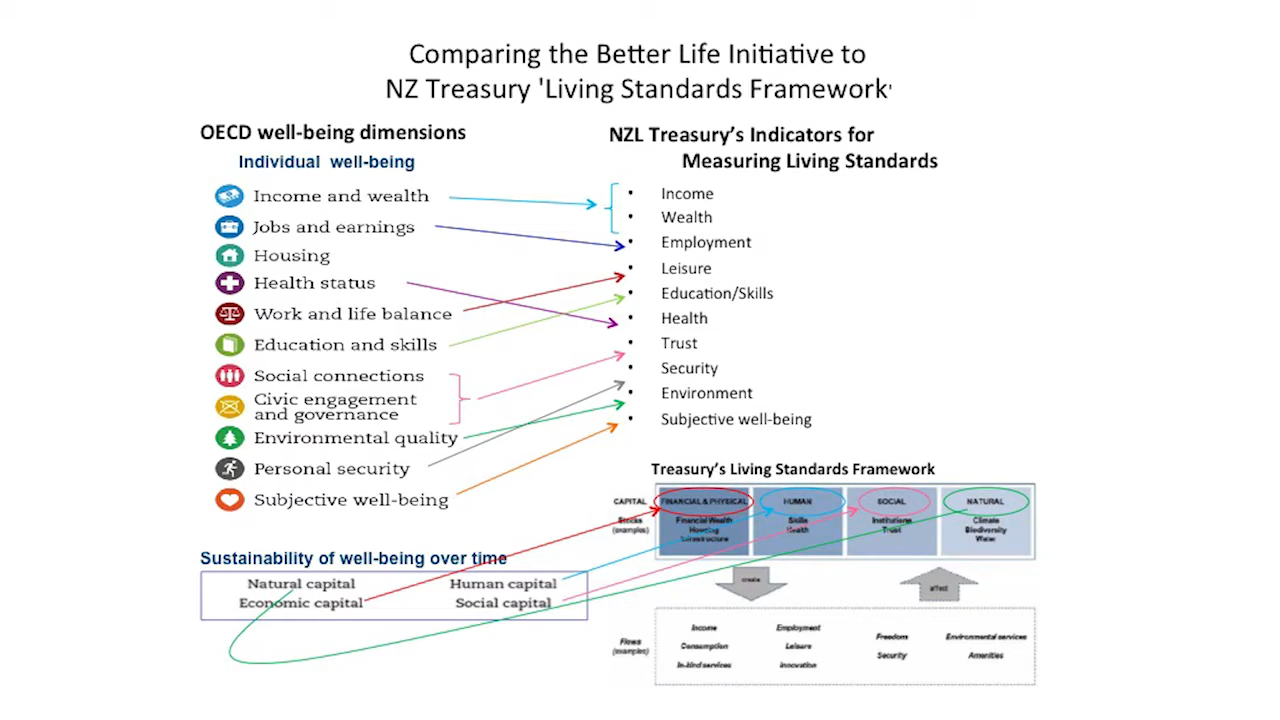 Comparing the Better Life Initiative to
NZ Treasury 'Living Standards Framework'
OECD well-being dimensions
Individual well-being
Income and wealth
Jobs and earnings
Housing
Health status
Work and life balance
Education and skills
Social connections
Civic engagement
and governance
Environmental quality
Personal security
Subjective well-being
Sustainability of well-being over time
Natural capital
Human capital
Economic capital
Social capital
NZL Treasury's Indicators for
Measuring Living Standards
• Income
• Wealth
• Employment
• Leisure
• Education/Skills
• Health
• Trust
• Security
• Environment
• Subjective well-being
Treasury's Living Standards Framework
CAPITAL
FINANCIAL & PHYSICAL
HUMAN
SOCIAL
NATURAL
Stocks
(examples)
Financial Wealth
Housing
Infrastructure
Skills
Health
Institutions
Trust
Climate
Biodiversity
Water
create
affect
Flows
(examples)
Income
Consumption
In-kind services
Employment
Leisure
Innovation
Freedom
Security
Environmental services
Amenities